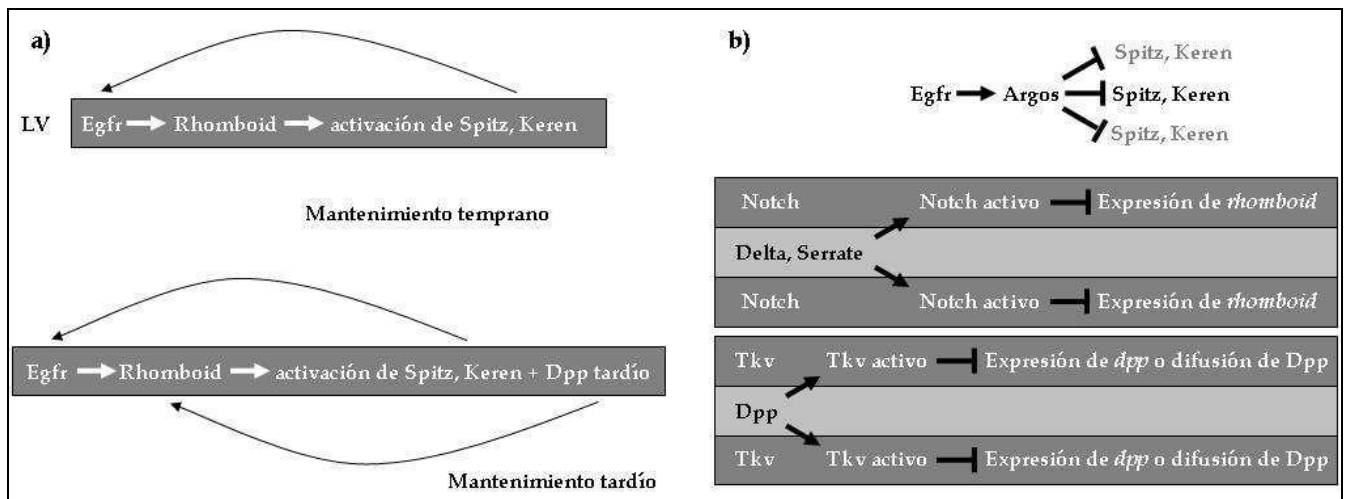 a)
LV
Egfr Rhomboid activación de Spitz, Keren
Mantenimiento temprano
Egfr Rhomboid activación de Spitz, Keren + Dpp tardío
Mantenimiento tardío
b)
Spitz, Keren
Egfr Argos Spitz, Keren
Spitz, Keren
Notch Notch activo Expresión de rhomboid
Delta, Serrate
Notch Notch activo Expresión de rhomboid
Tkv Tkv activo Expresión de dpp o difusión de Dpp
Dpp
Tkv Tkv activo Expresión de dpp o difusión de Dpp